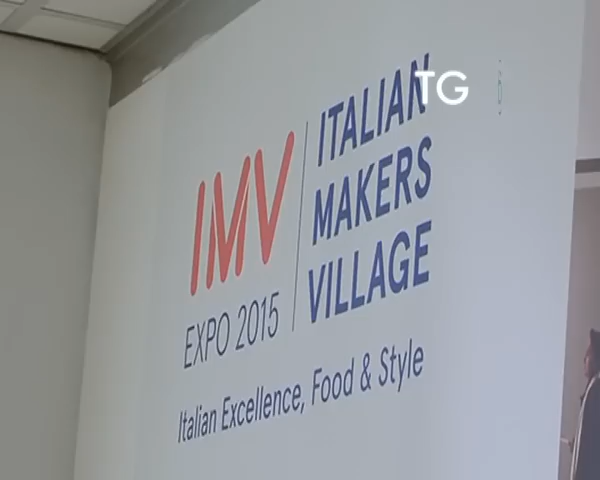 TG
IMV
EXPO 2015
ITALIAN
MAKERS
VILLAGE
Italian Excellence, Food & Style